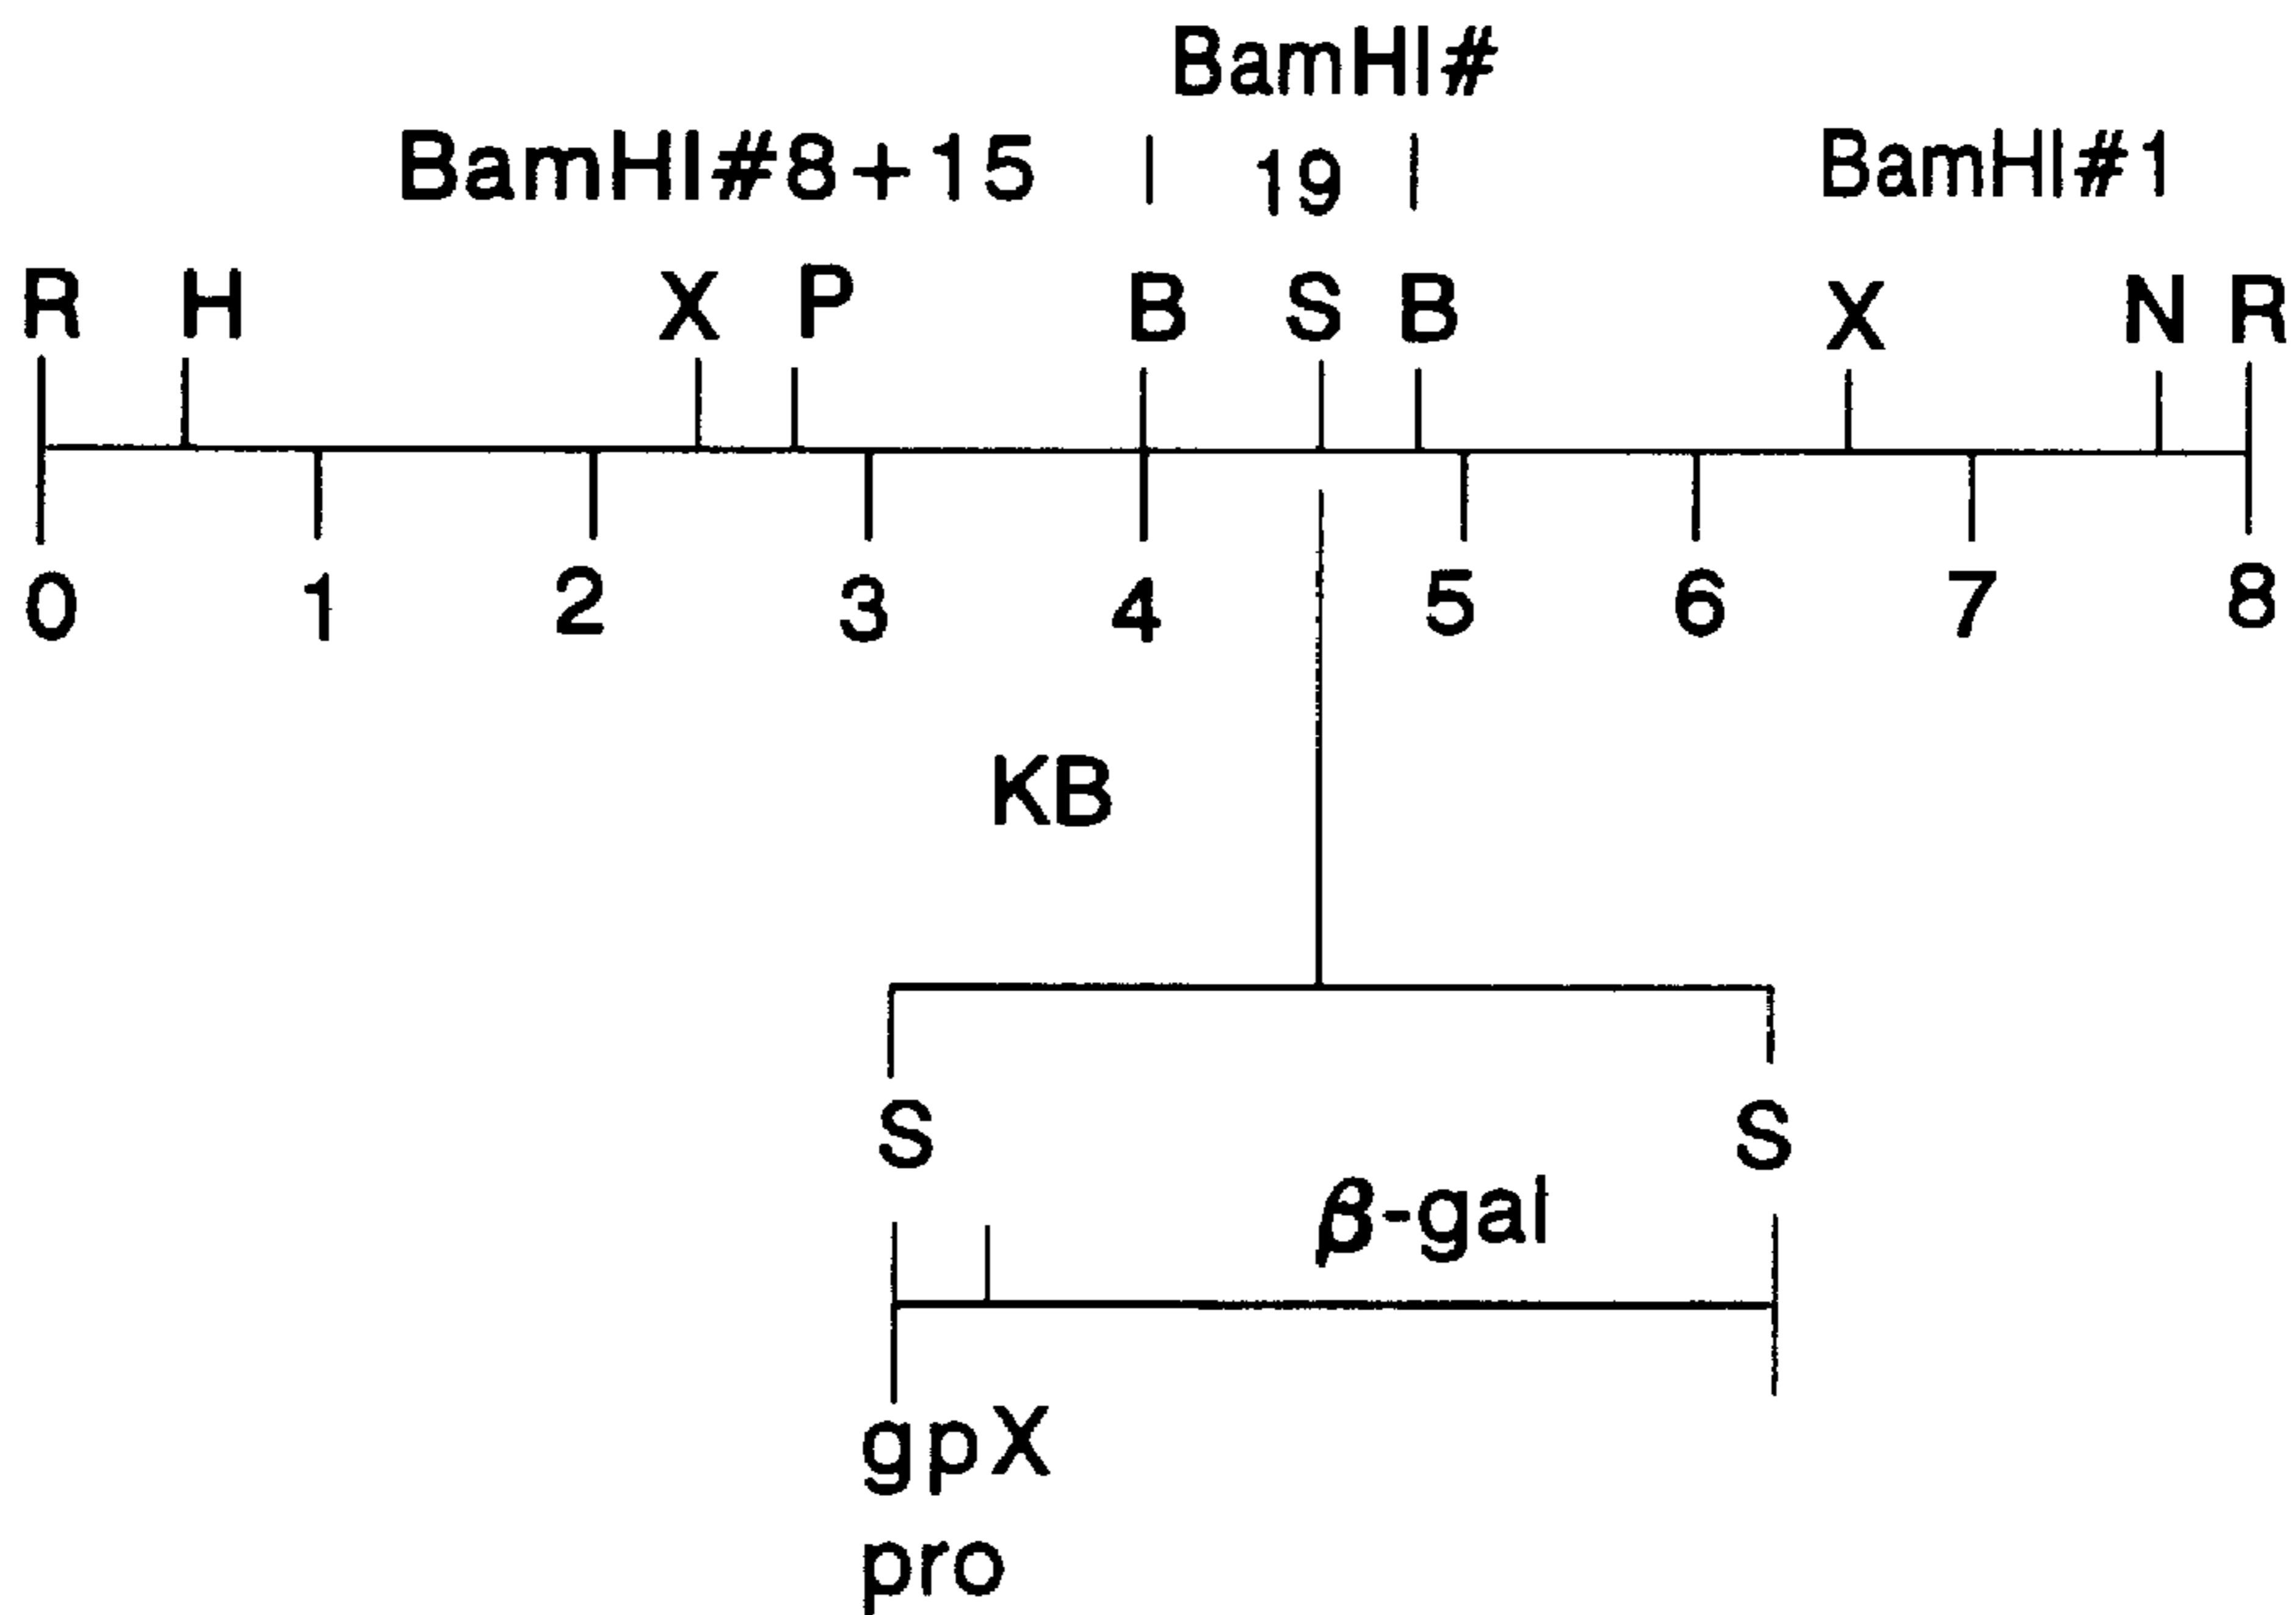 BamHI#
BamHI#8+15 | 19 | BamHI#1
R H X P B S B X N R
0 1 2 3 4 5 6 7 8
KB
S S
β-gal
gpX
pro